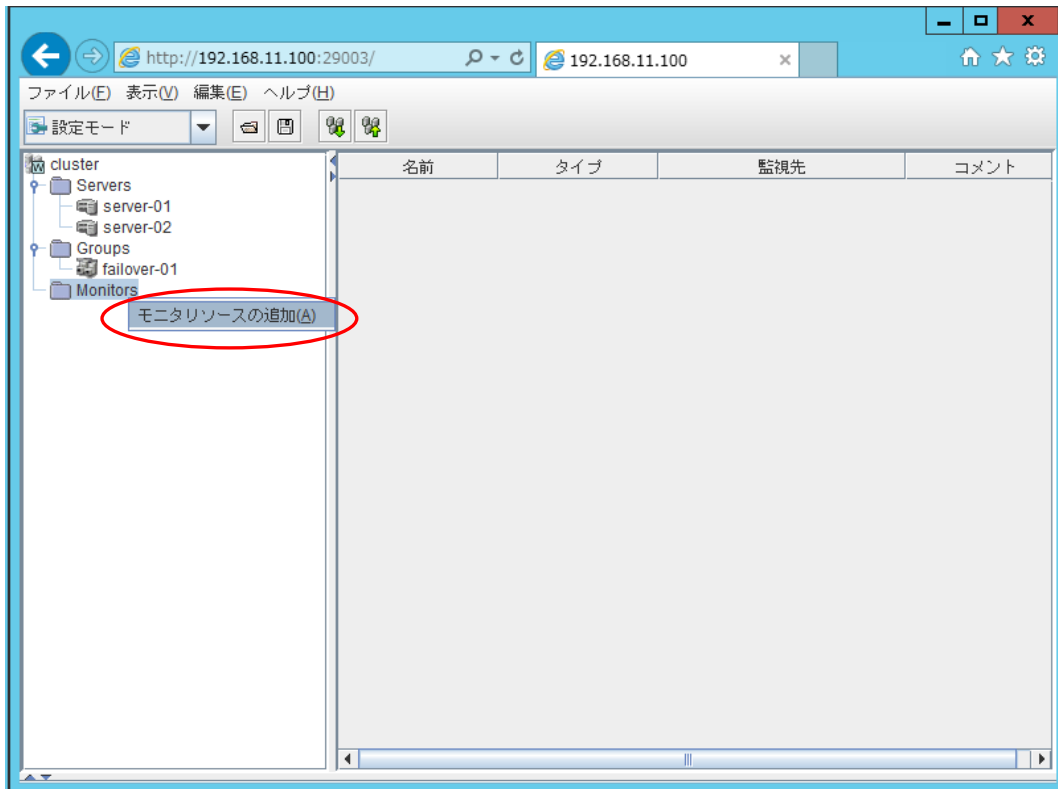 http://192.168.11.100:29003/
192.168.11.100
ファイル(F) 表示(V) 編集(E) ヘルプ(H)
設定モード
cluster
Servers
server-01
server-02
Groups
failover-01
Monitors
モニタリソースの追加(A)
名前 タイプ 監視先 コメント